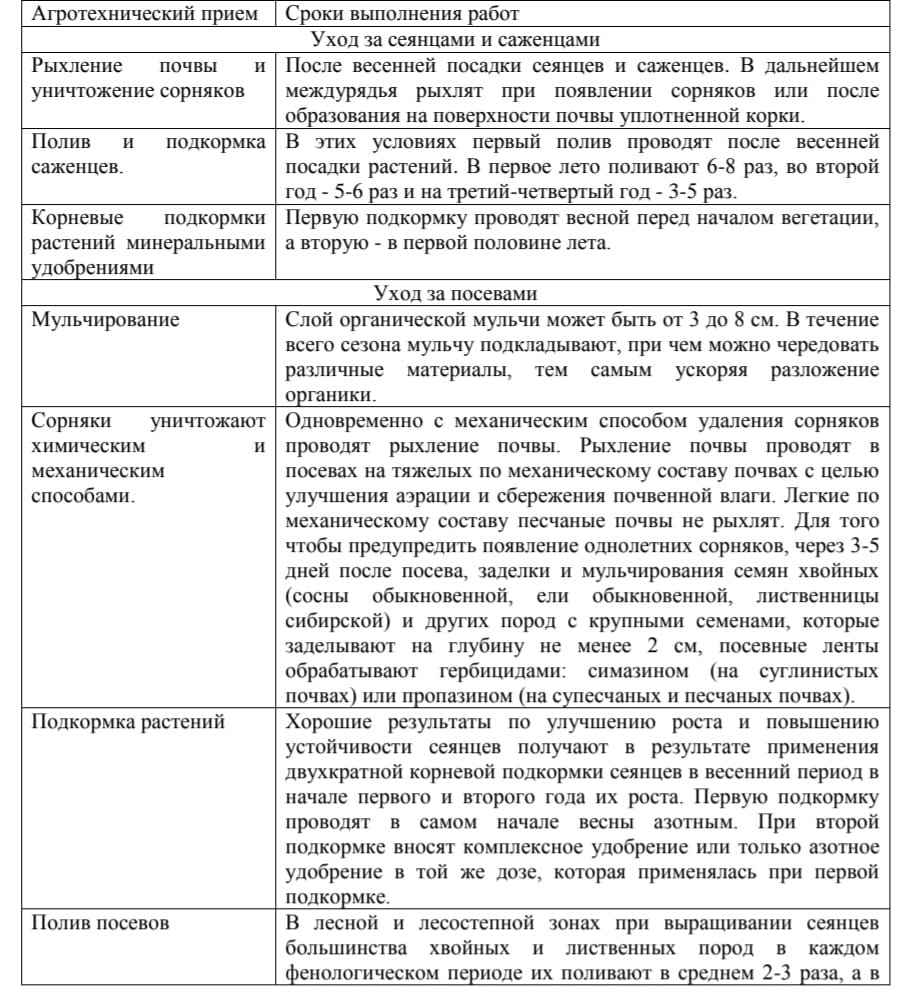 Агротехнический прием
Сроки выполнения работ
Уход за сеянцами и саженцами
Рыхление почвы и
уничтожение сорняков
После весенней посадки сеянцев и саженцев. В дальнейшем
междурядья рыхлят при появлении сорняков или после
образования на поверхности почвы уплотненной корки.
Полив и подкормка
саженцев.
В этих условиях первый полив проводят после весенней
посадки растений. В первое лето поливают 6-8 раз, во второй
год - 5-6 раз и на третий-четвертый год - 3-5 раз.
Корневые подкормки
растений минеральными
удобрениями
Первую подкормку проводят весной перед началом вегетации,
а вторую - в первой половине лета.
Уход за посевами
Мульчирование
Слой органической мульчи может быть от 3 до 8 см. В течение
всего сезона мульчу подкладывают, при чем можно чередовать
различные материалы, тем самым ускоряя разложение
органики.
Сорняки уничтожают
химическим и
механическим
способами.
Одновременно с механическим способом удаления сорняков
проводят рыхление почвы. Рыхление почвы проводят в
посевах на тяжелых по механическому составу почвах с целью
улучшения аэрации и сбережения почвенной влаги. Легкие по
механическому составу песчаные почвы не рыхлят. Для того
чтобы предупредить появление однолетних сорняков, через 3-5
дней после посева, заделки и мульчирования семян хвойных
(сосны обыкновенной, ели обыкновенной, лиственницы
сибирской) и других пород с крупными семенами, которые
заделывают на глубину не менее 2 см, посевные ленты
обрабатывают гербицидами: симазином (на суглинистых
почвах) или пропазином (на супесчаных и песчаных почвах).
Подкормка растений
Хорошие результаты по улучшению роста и повышению
устойчивости сеянцев получают в результате применения
двухкратной корневой подкормки сеянцев в весенний период в
начале первого и второго года их роста. Первую подкормку
проводят в самом начале весны азотным. При второй
подкормке вносят комплексное удобрение или только азотное
удобрение в той же дозе, которая применялась при первой
подкормке.
Полив посевов
В лесной и лесостепной зонах при выращивании сеянцев
большинства хвойных и лиственных пород в каждом
фенологическом периоде их поливают в среднем 2-3 раза, а в